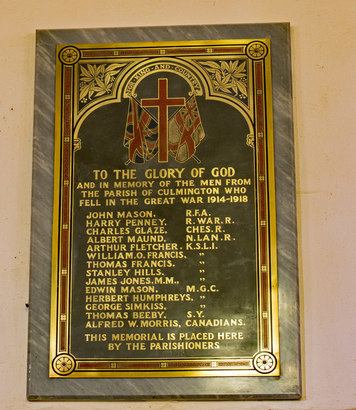 FOR KING AND COUNTRY
TO THE GLORY OF GOD
AND IN MEMORY OF THE MEN FROM
THE PARISH OF CULMINGTON WHO
FELL IN THE GREAT WAR 1914-1918
JOHN MASON, R.F.A.
HARRY PENNEY, R.WAR.R.
CHARLES GLAZE, CHES.R.
ALBERT MAUND, N.LAN.R.
ARTHUR FLETCHER, K.S.L.I.
WILLIAM.O.FRANCIS, "
THOMAS FRANCIS, "
STANLEY HILLS, "
JAMES JONES.M.M., "
EDWIN MASON, M.G.C.
HERBERT HUMPHREYS, "
GEORGE SIMKISS, "
THOMAS BEEBY, S.Y.
ALFRED W.MORRIS, CANADIANS.
THIS MEMORIAL IS PLACED HERE
BY THE PARISHIONERS